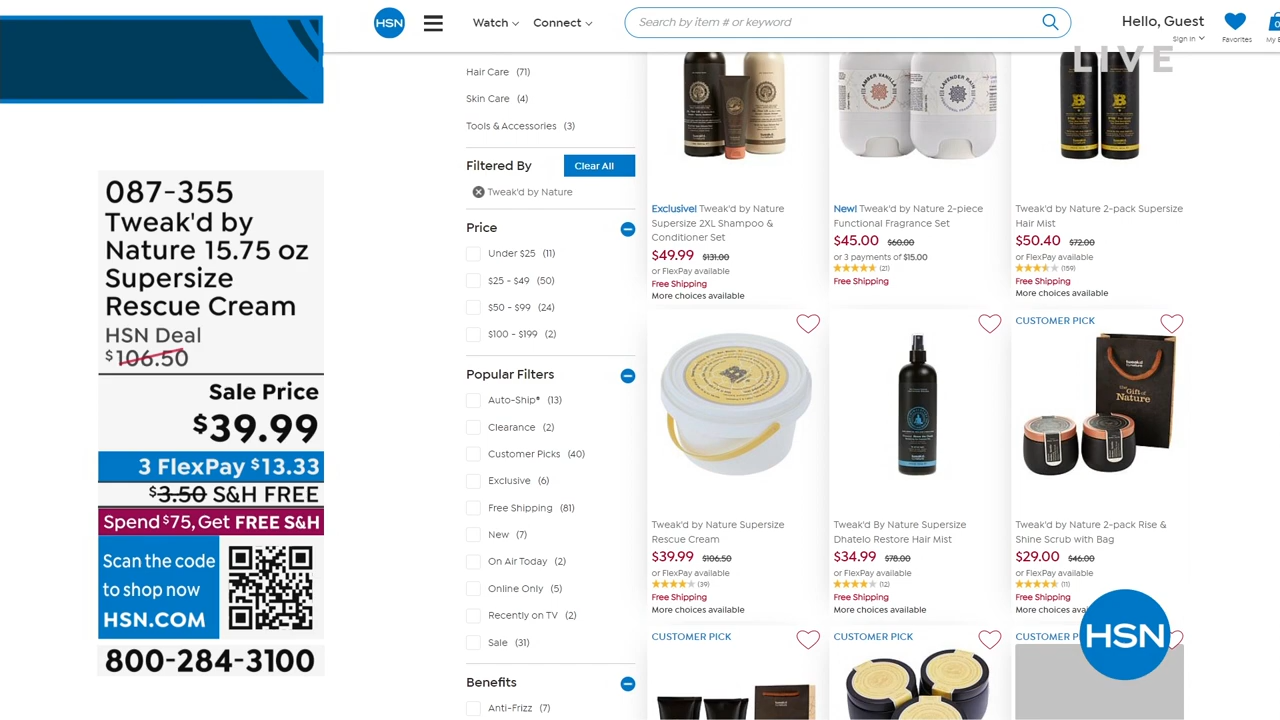 HSN
Watch
Connect
Search by item # or keyword
Hello, Guest
Sign In
Favorites
0
LIVE
087-355
Tweak'd by
Nature 15.75 oz
Supersize
Rescue Cream
HSN Deal
$106.50
Sale Price
$39.99
3 FlexPay $13.33
$3.50 S&H FREE
Spend $75, Get FREE S&H
Scan the code
to shop now
HSN.COM
800-284-3100
Hair Care (71)
Skin Care (4)
Tools & Accessories (3)
Filtered By
Clear All
Tweak'd by Nature
Price
Under $25 (11)
$25 - $49 (50)
$50 - $99 (24)
$100 - $199 (2)
Popular Filters
Auto-Ship® (13)
Clearance (2)
Customer Picks (40)
Exclusive (6)
Free Shipping (81)
New (7)
On Air Today (2)
Online Only (5)
Recently on TV (2)
Sale (31)
Benefits
Anti-Frizz (7)
Exclusive! Tweak'd by Nature
Supersize 2XL Shampoo &
Conditioner Set
$49.99 $131.00
or FlexPay available
Free Shipping
More choices available
AMBER VANILLA
LAVENDER RAIN
New! Tweak'd by Nature 2-piece
Functional Fragrance Set
$45.00 $60.00
or 3 payments of $15.00
(21)
Free Shipping
Tweak'd by Nature 2-pack Supersize
Hair Mist
$50.40 $72.00
or FlexPay available
(159)
Free Shipping
More choices available
Tweak'd by Nature Supersize
Rescue Cream
$39.99 $106.50
or FlexPay available
(39)
Free Shipping
More choices available
Tweak'd By Nature Supersize
Dhatelo Restore Hair Mist
$34.99 $78.00
or FlexPay available
(12)
Free Shipping
More choices available
CUSTOMER PICK
tweak'd
by nature
the Gift of
Nature
Tweak'd by Nature 2-pack Rise &
Shine Scrub with Bag
$29.00 $46.00
or FlexPay available
(11)
Free Shipping
More choices ava
CUSTOMER PICK
CUSTOMER PICK
CUSTOMER P
HSN